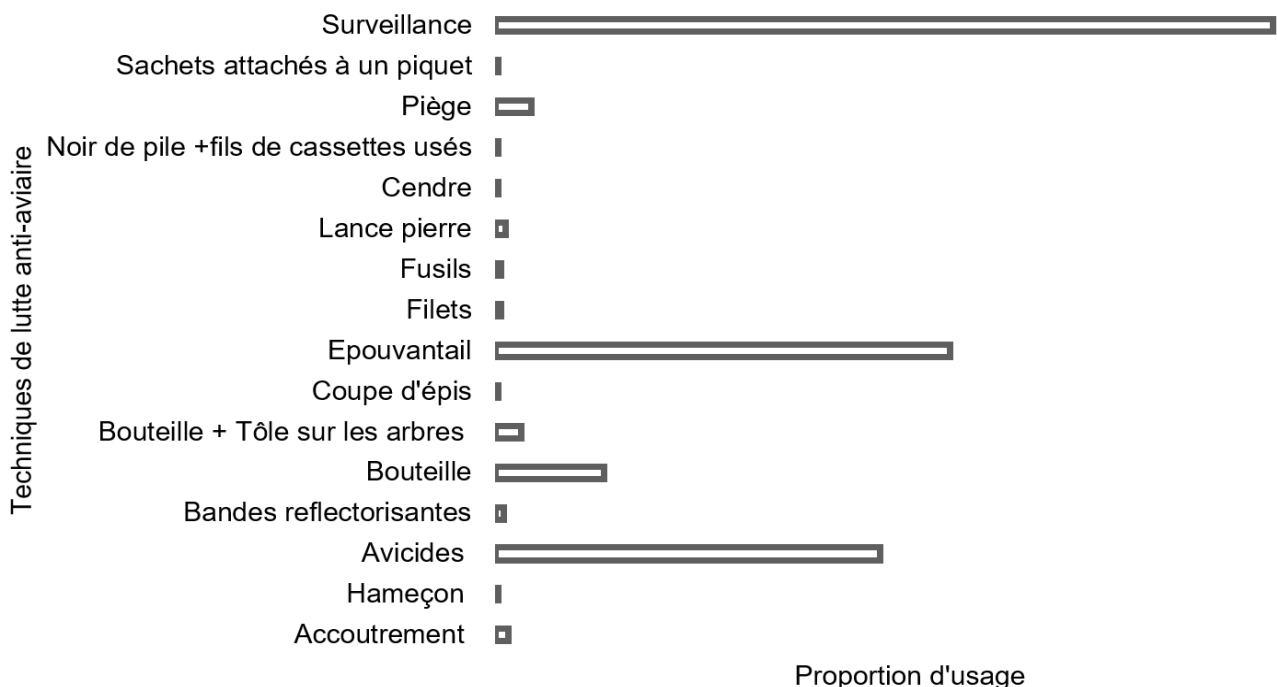 Techniques de lutte anti-aviaire
Surveillance
Sachets attachés à un piquet
Piège
Noir de pile +fils de cassettes usés
Cendre
Lance pierre
Fusils
Filets
Epouvantail
Coupe d'épis
Bouteille + Tôle sur les arbres
Bouteille
Bandes reflectorisantes
Avicides
Hameçon
Accoutrement
Proportion d'usage